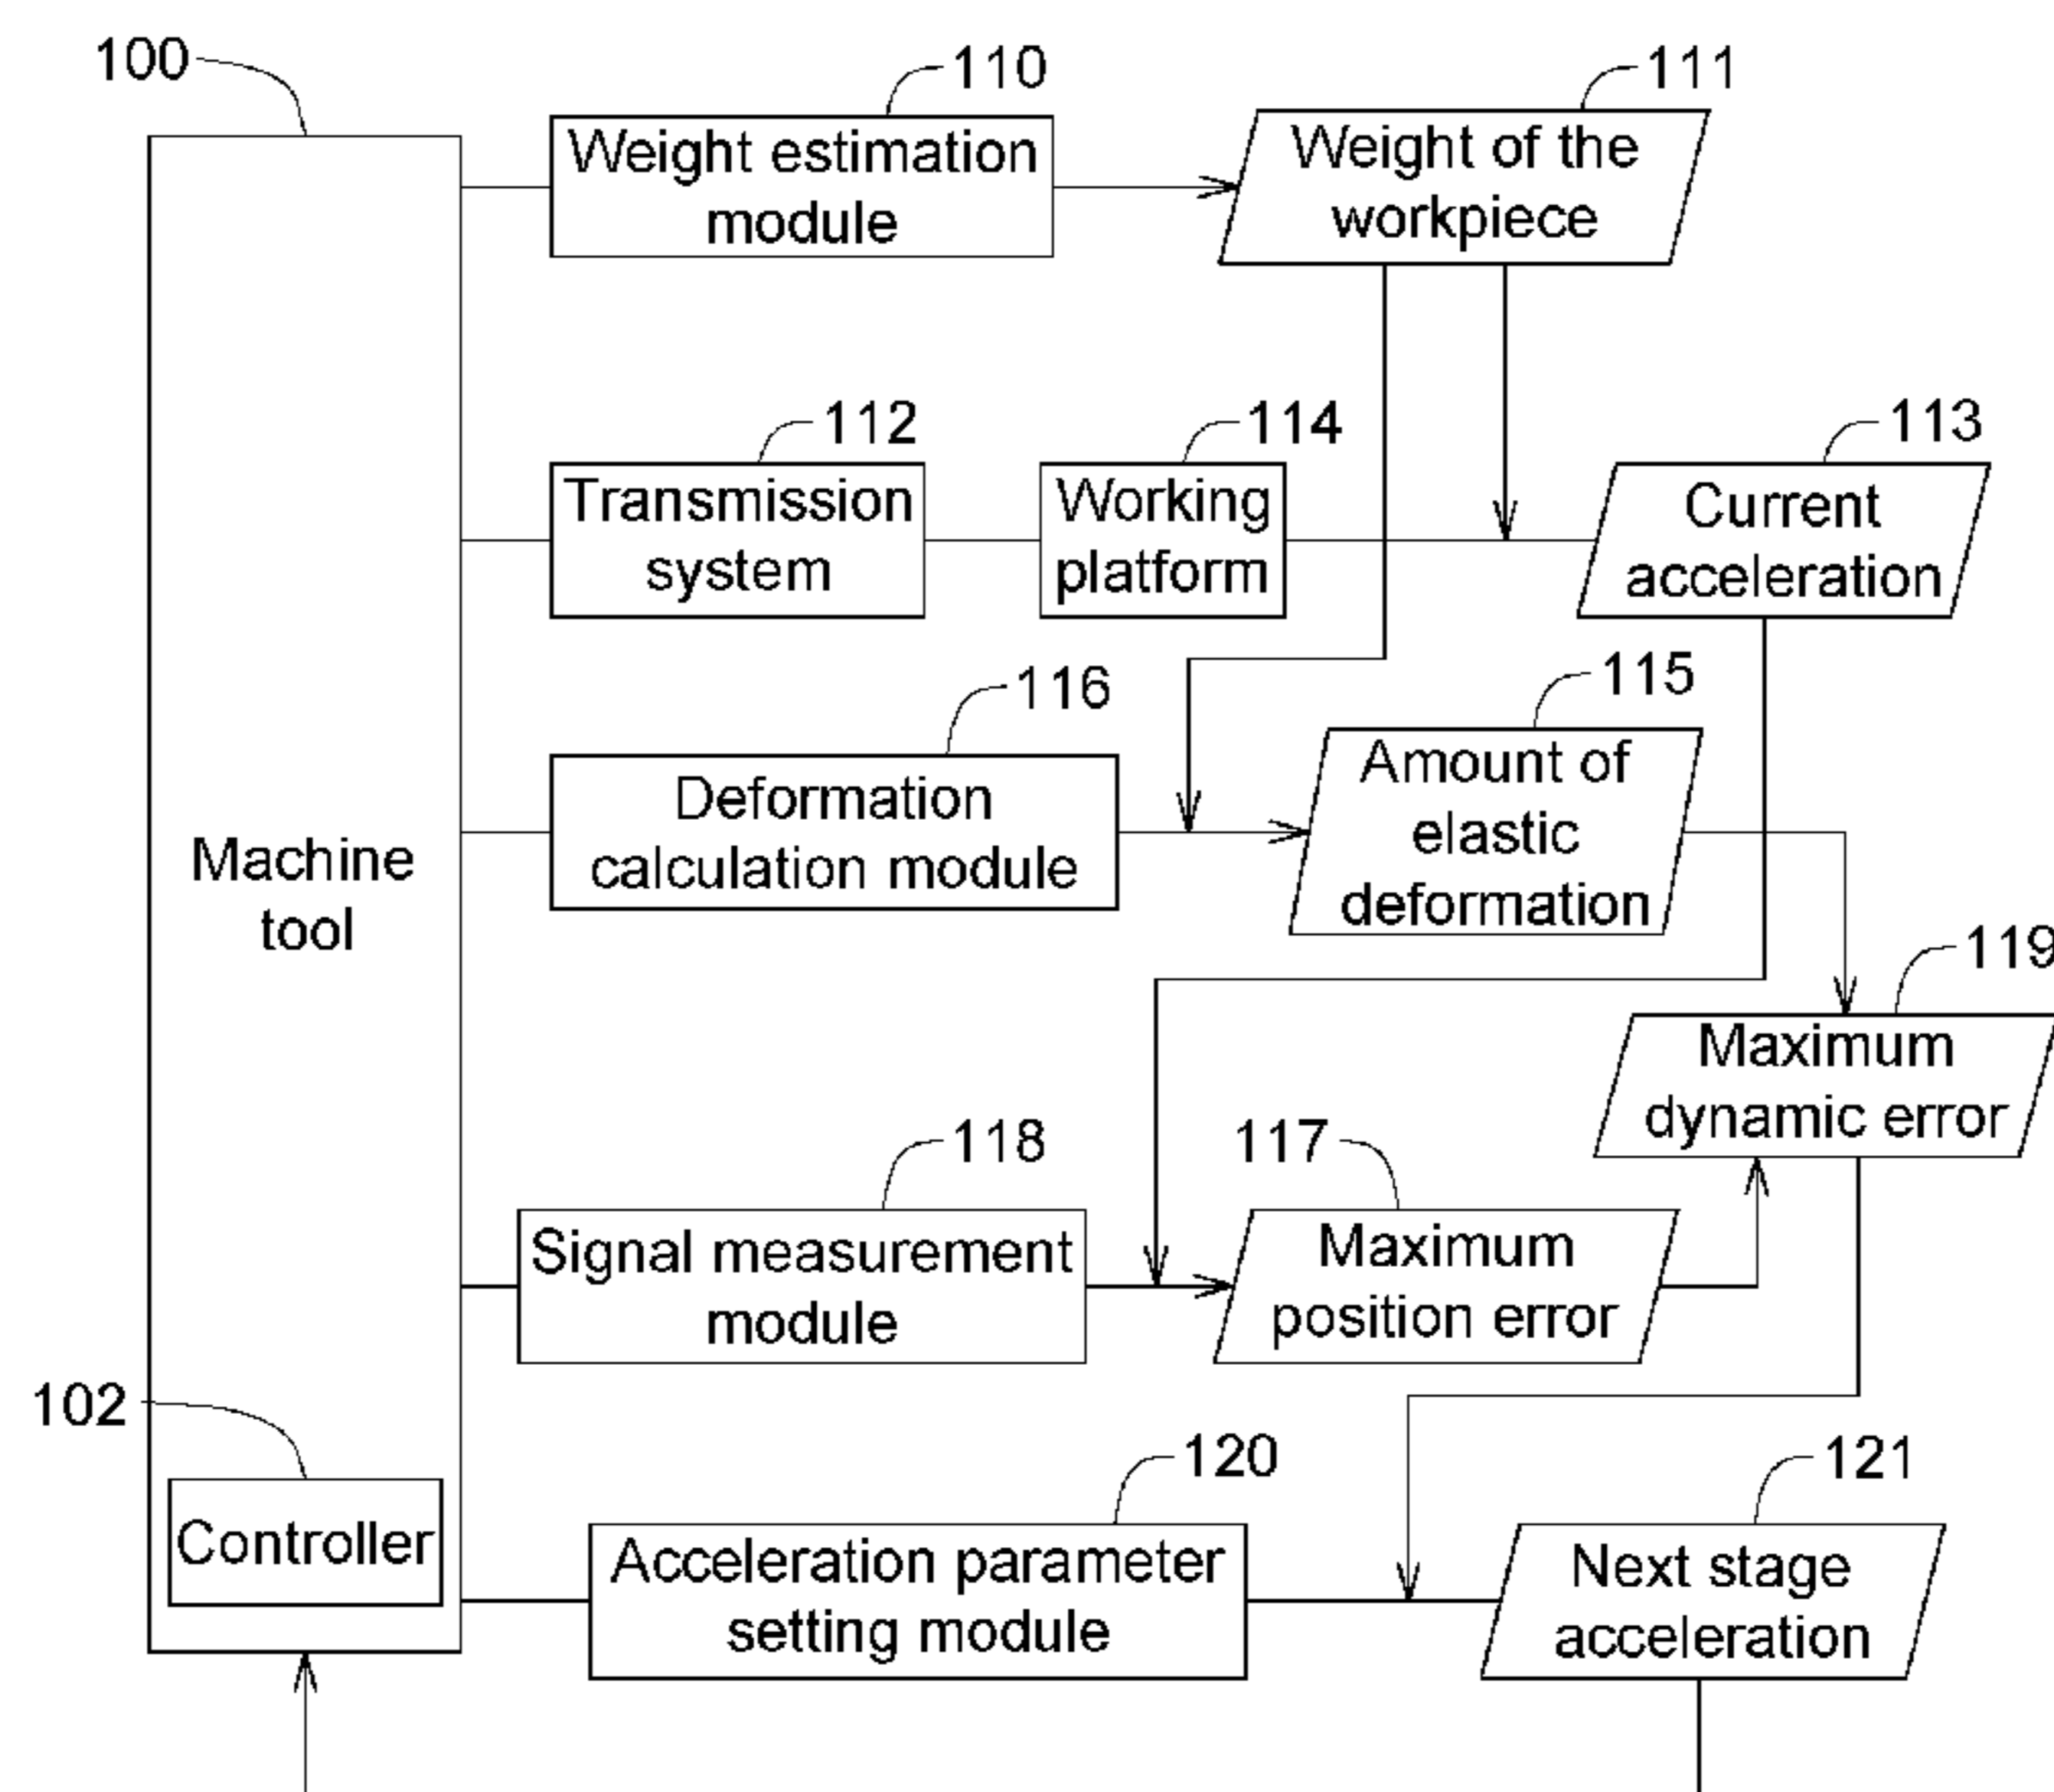 100
110
111
Weight estimation
module
Weight of the
workpiece
112
114
113
Transmission
system
Working
platform
Current
acceleration
116
115
Deformation
calculation module
Amount of
elastic
deformation
Machine
tool
119
Maximum
dynamic error
118
117
Signal measurement
module
Maximum
position error
102
Controller
120
121
Acceleration parameter
setting module
Next stage
acceleration